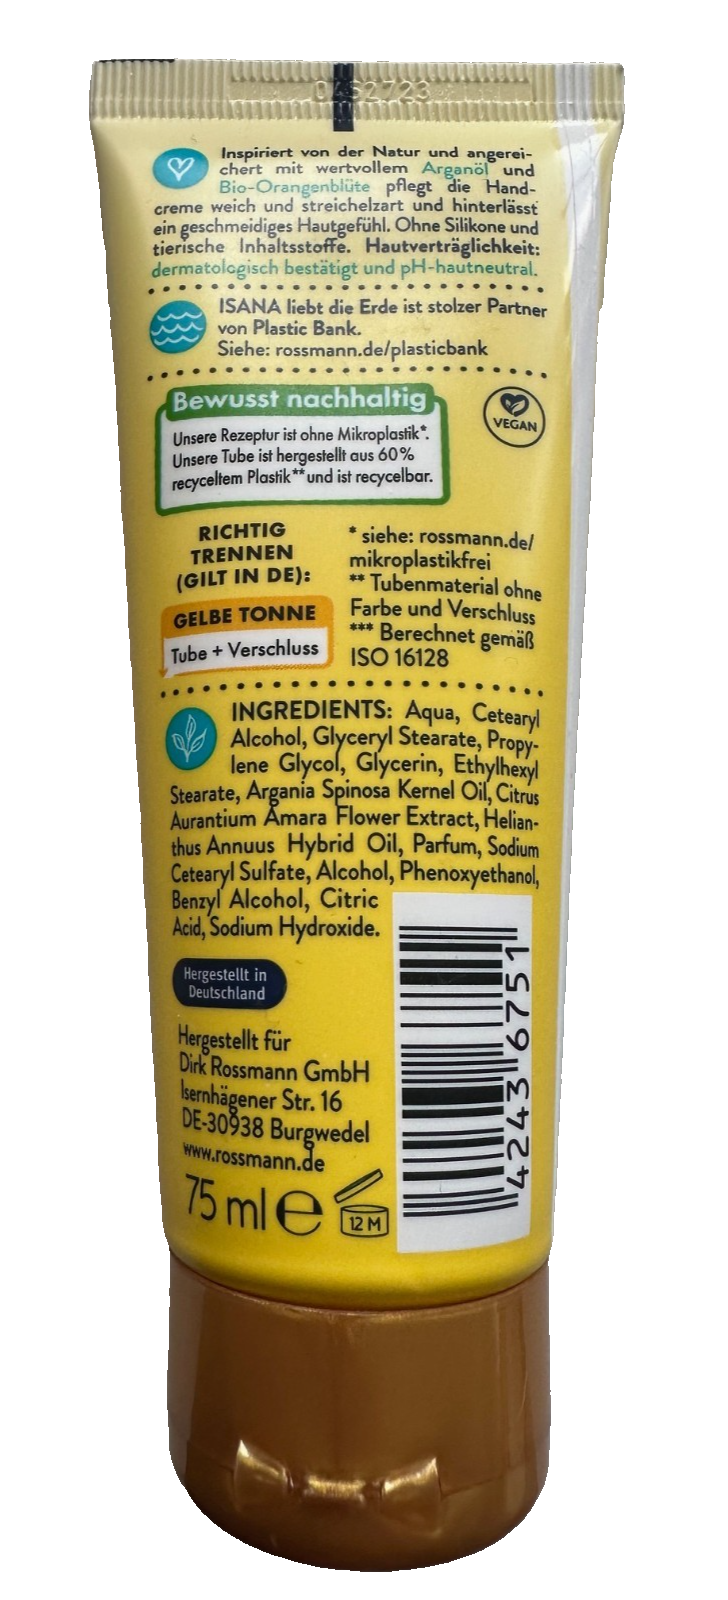 Inspiriert von der Natur und angerei-
chert mit wertvollem Arganöl und
Bio-Orangenblüte pflegt die Hand-
creme weich und streichelzart und hinterlässt
ein geschmeidiges Hautgefühl. Ohne Silikone und
tierische Inhaltsstoffe. Hautverträglichkeit:
dermatologisch bestätigt und pH-hautneutral.
ISANA liebt die Erde ist stolzer Partner
von Plastic Bank.
Siehe: rossmann.de/plasticbank
Bewusst nachhaltig
Unsere Rezeptur ist ohne Mikroplastik*.
Unsere Tube ist hergestellt aus 60%
recyceltem Plastik** und ist recycelbar.
VEGAN
RICHTIG
TRENNEN
(GILT IN DE):
GELBE TONNE
Tube + Verschluss
* siehe: rossmann.de/
mikroplastikfrei
** Tubenmaterial ohne
Farbe und Verschluss
*** Berechnet gemäß
ISO 16128
INGREDIENTS: Aqua, Cetearyl
Alcohol, Glyceryl Stearate, Propy-
lene Glycol, Glycerin, Ethylhexyl
Stearate, Argania Spinosa Kernel Oil, Citrus
Aurantium Amara Flower Extract, Helian-
thus Annuus Hybrid Oil, Parfum, Sodium
Cetearyl Sulfate, Alcohol, Phenoxyethanol,
Benzyl Alcohol, Citric
Acid, Sodium Hydroxide.
Hergestellt in
Deutschland
Hergestellt für
Dirk Rossmann GmbH
Isernhägener Str. 16
DE-30938 Burgwedel
www.rossmann.de
75 ml e
12 M
4243 6751